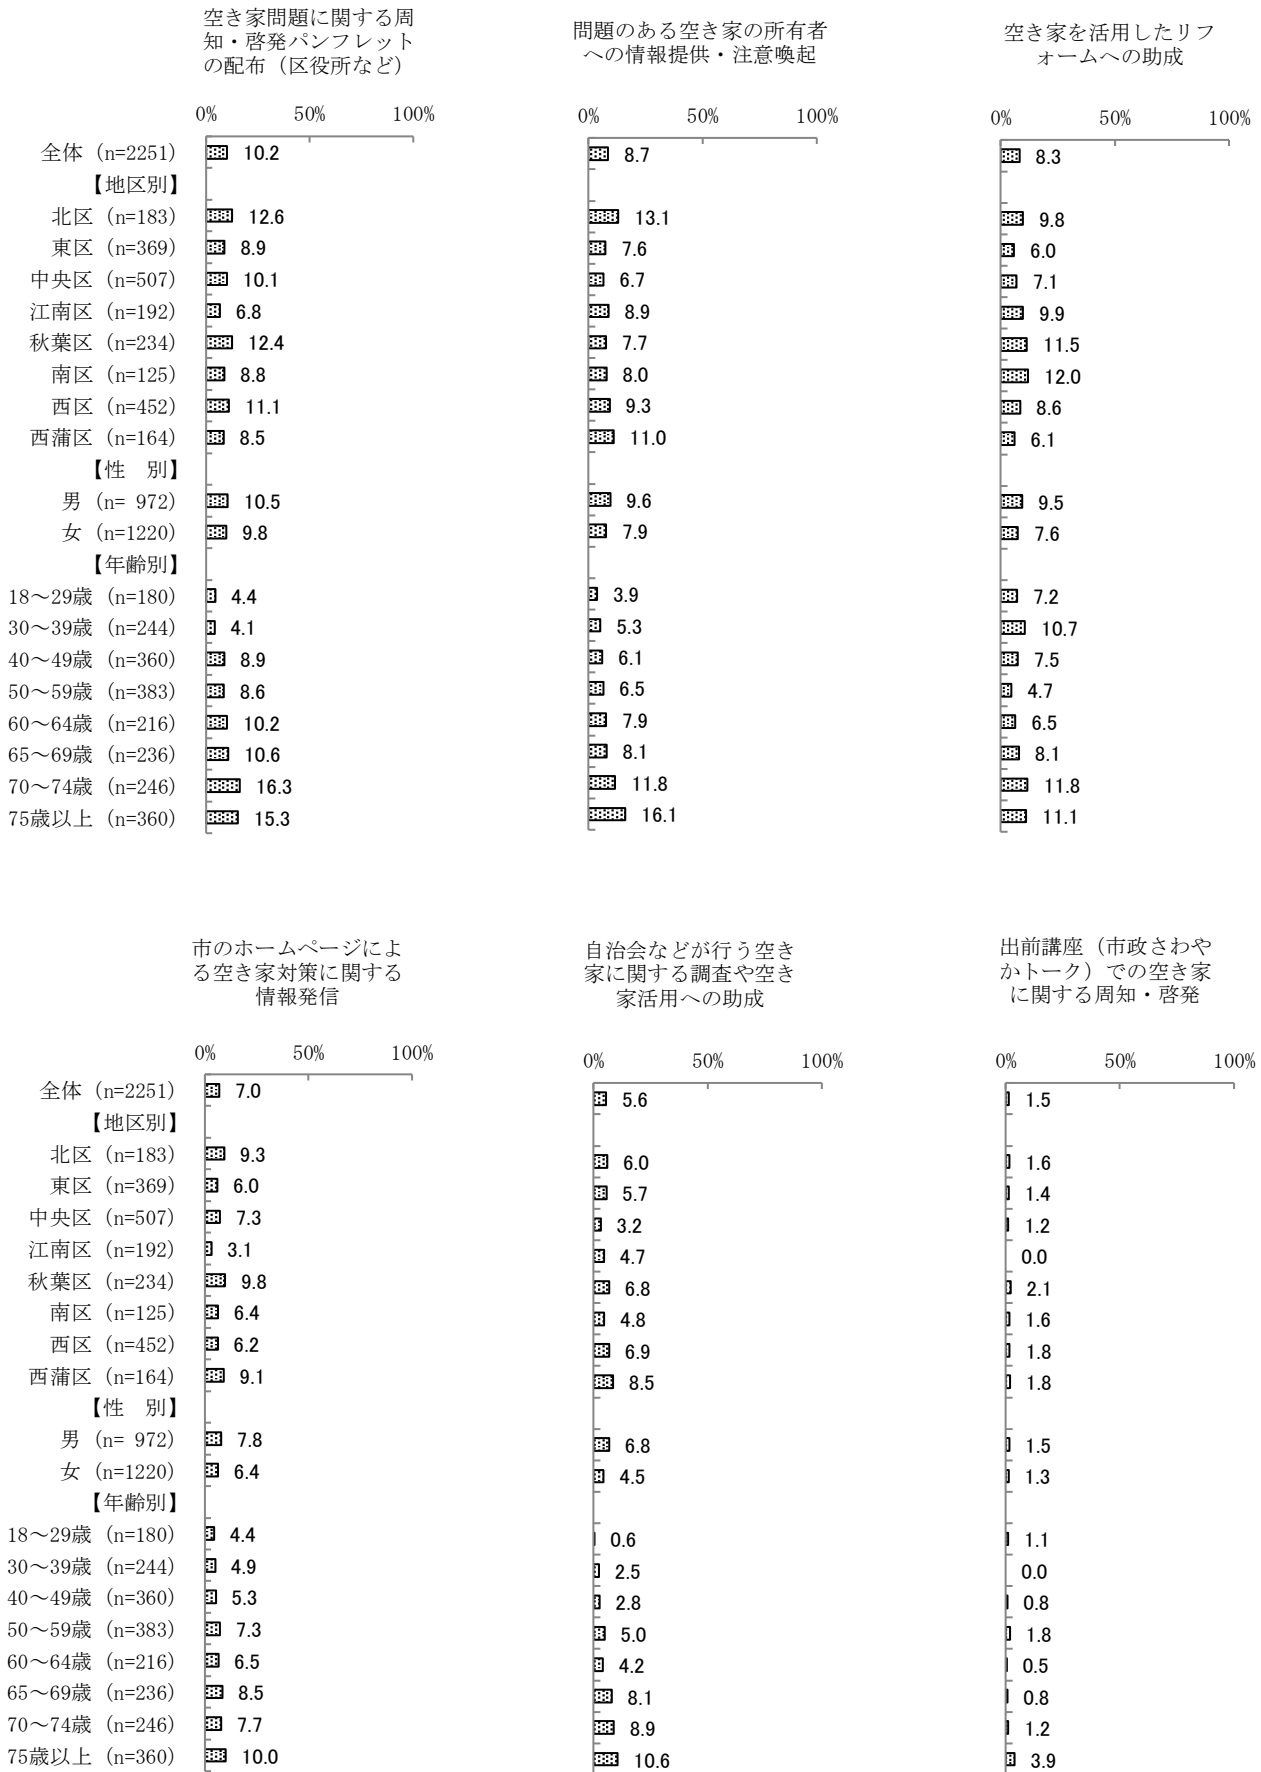 空き家問題に関する周
知・啓発パンフレット
の配布（区役所など）
0% 50% 100%
全体（n=2251） 10.2
【地区別】
北区（n=183） 12.6
東区（n=369） 8.9
中央区（n=507） 10.1
江南区（n=192） 6.8
秋葉区（n=234） 12.4
南区（n=125） 8.8
西区（n=452） 11.1
西蒲区（n=164） 8.5
【性　別】
男（n= 972） 10.5
女（n=1220） 9.8
【年齢別】
18～29歳（n=180） 4.4
30～39歳（n=244） 4.1
40～49歳（n=360） 8.9
50～59歳（n=383） 8.6
60～64歳（n=216） 10.2
65～69歳（n=236） 10.6
70～74歳（n=246） 16.3
75歳以上（n=360） 15.3
問題のある空き家の所有者
への情報提供・注意喚起
0% 50% 100%
8.7
13.1
7.6
6.7
8.9
7.7
8.0
9.3
11.0
9.6
7.9
3.9
5.3
6.1
6.5
7.9
8.1
11.8
16.1
空き家を活用したリフ
ォームへの助成
0% 50% 100%
8.3
9.8
6.0
7.1
9.9
11.5
12.0
8.6
6.1
9.5
7.6
7.2
10.7
7.5
4.7
6.5
8.1
11.8
11.1
市のホームページによ
る空き家対策に関する
情報発信
0% 50% 100%
全体（n=2251） 7.0
【地区別】
北区（n=183） 9.3
東区（n=369） 6.0
中央区（n=507） 7.3
江南区（n=192） 3.1
秋葉区（n=234） 9.8
南区（n=125） 6.4
西区（n=452） 6.2
西蒲区（n=164） 9.1
【性　別】
男（n= 972） 7.8
女（n=1220） 6.4
【年齢別】
18～29歳（n=180） 4.4
30～39歳（n=244） 4.9
40～49歳（n=360） 5.3
50～59歳（n=383） 7.3
60～64歳（n=216） 6.5
65～69歳（n=236） 8.5
70～74歳（n=246） 7.7
75歳以上（n=360） 10.0
自治会などが行う空き
家に関する調査や空き
家活用への助成
0% 50% 100%
5.6
6.0
5.7
3.2
4.7
6.8
4.8
6.9
8.5
6.8
4.5
0.6
2.5
2.8
5.0
4.2
8.1
8.9
10.6
出前講座（市政さわや
かトーク）での空き家
に関する周知・啓発
0% 50% 100%
1.5
1.6
1.4
1.2
0.0
2.1
1.6
1.8
1.8
1.5
1.3
1.1
0.0
0.8
1.8
0.5
0.8
1.2
3.9